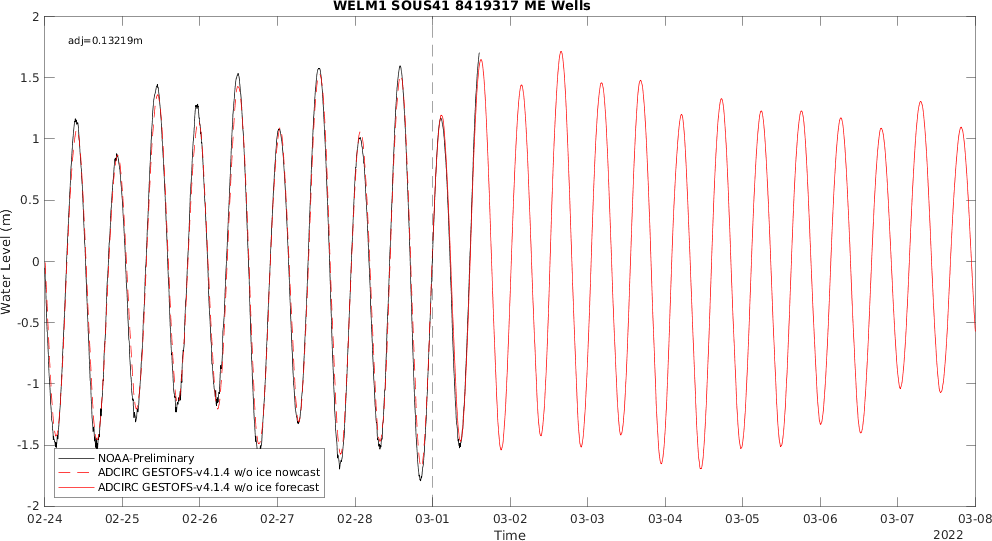 WELM1 SOUS41 8419317 ME Wells
adj=0.13219m
2
1.5
1
0.5
0
-0.5
-1
-1.5
-2
Water Level (m)
NOAA-Preliminary
ADCIRC GESTOFS-v4.1.4 w/o ice nowcast
ADCIRC GESTOFS-v4.1.4 w/o ice forecast
02-24 02-25 02-26 02-27 02-28 03-01 03-02 03-03 03-04 03-05 03-06 03-07 03-08
Time
2022